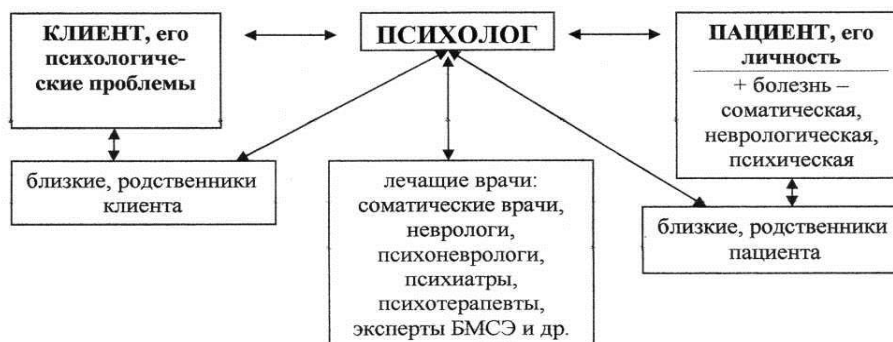 КЛИЕНТ, его
психологиче-
ские проблемы
ПСИХОЛОГ
ПАЦИЕНТ, его
личность
+ болезнь –
соматическая,
неврологическая,
психическая
близкие, родственники
клиента
лечащие врачи:
соматические врачи,
неврологи,
психоневрологи,
психиатры,
психотерапевты,
эксперты БМСЭ и др.
близкие, родственники
пациента